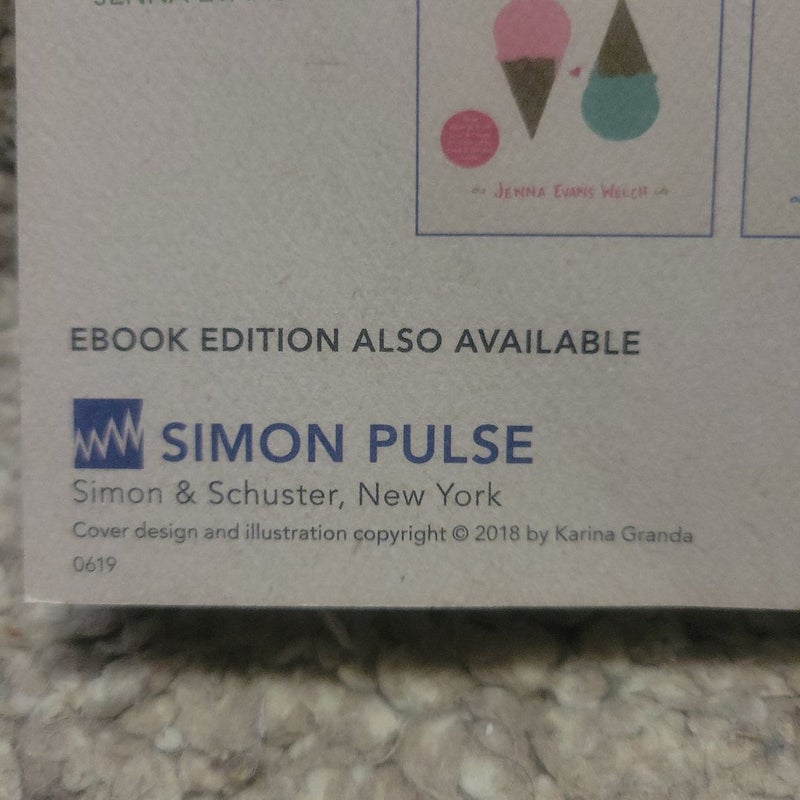 JENNA EVANS WELCH
EBOOK EDITION ALSO AVAILABLE
SIMON PULSE
Simon & Schuster, New York
Cover design and illustration copyright © 2018 by Karina Granda
0619